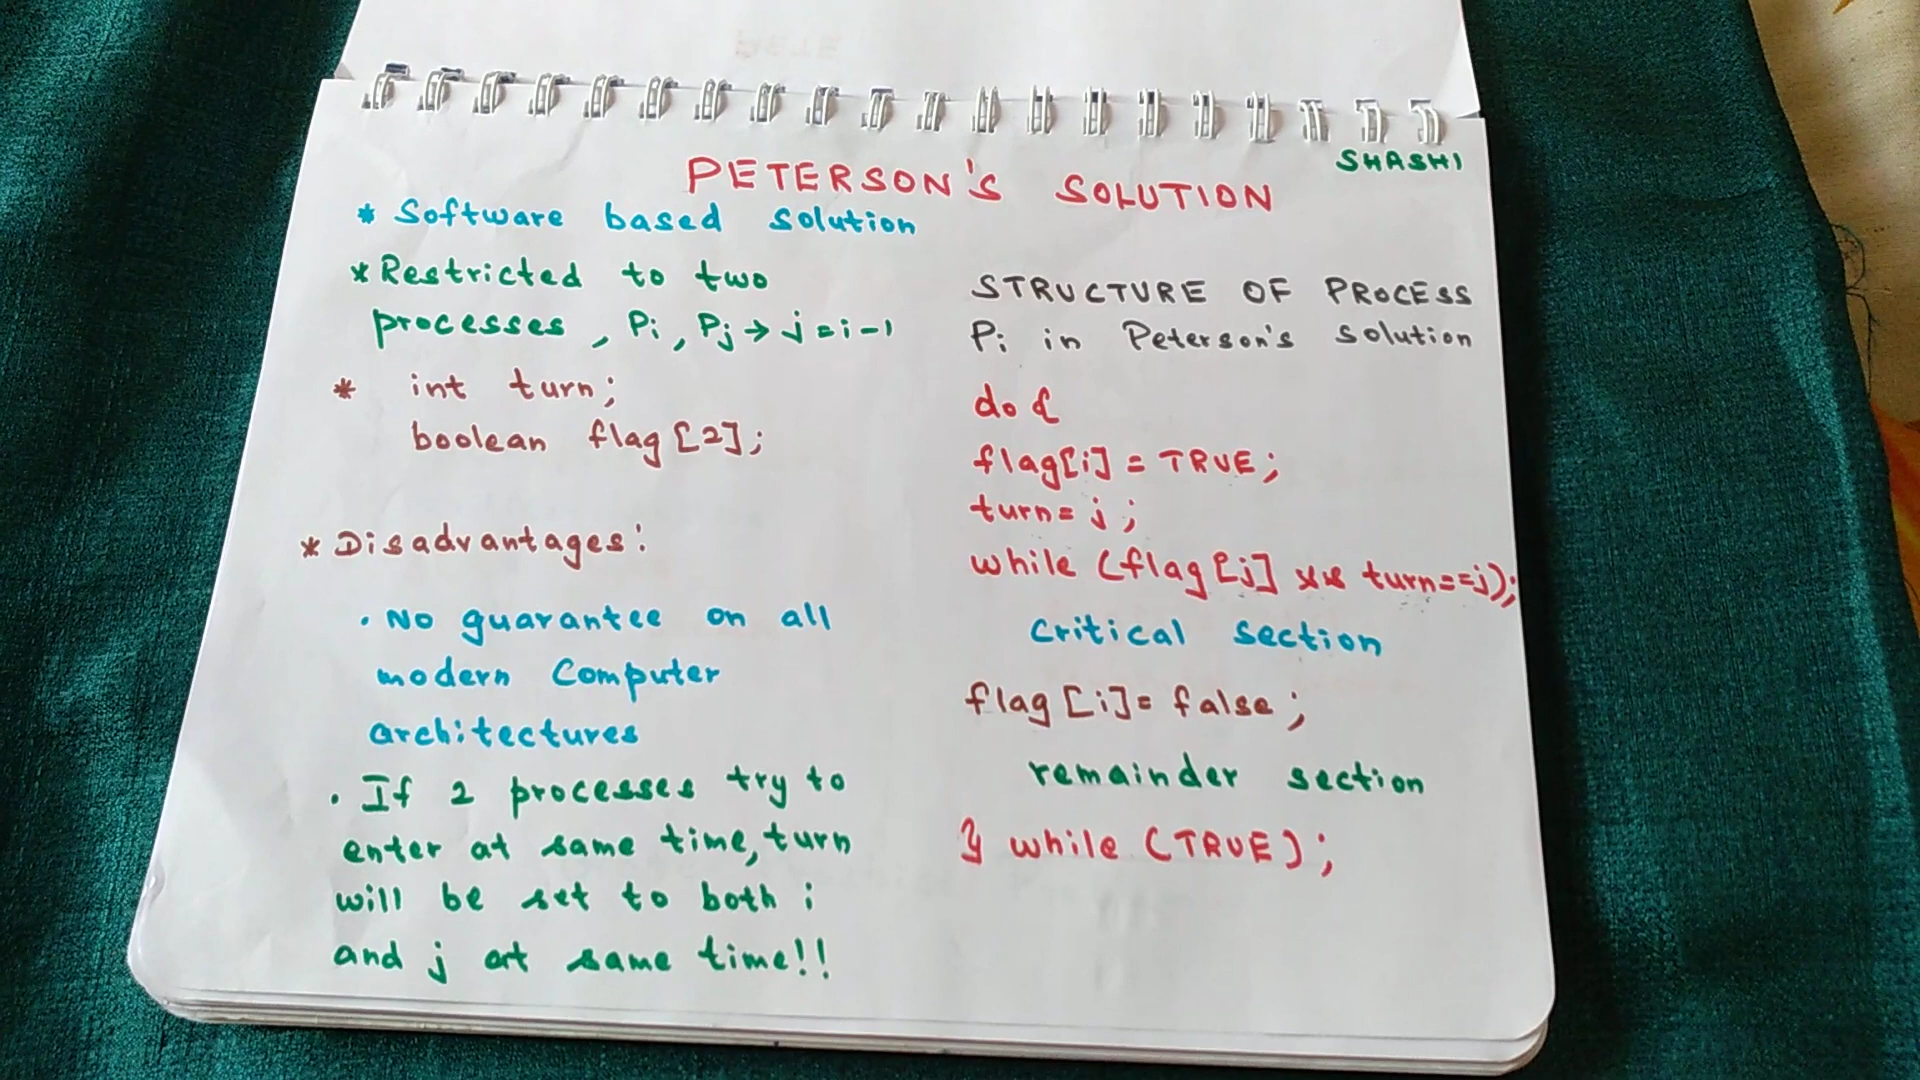 SHASHI
PETERSON'S SOLUTION
* Software based solution
* Restricted to two
processes, Pi, Pj → j = i-1
* int turn;
boolean flag[2];
* Disadvantages:
. No guarantee on all
modern Computer
architectures
. If 2 processes try to
enter at same time, turn
will be set to both i
and j at same time!!
STRUCTURE OF PROCESS
Pi in Peterson's solution
do {
flag[i] = TRUE;
turn = j;
while (flag[j] && turn==j);
critical section
flag[i] = false;
remainder section
} while (TRUE);